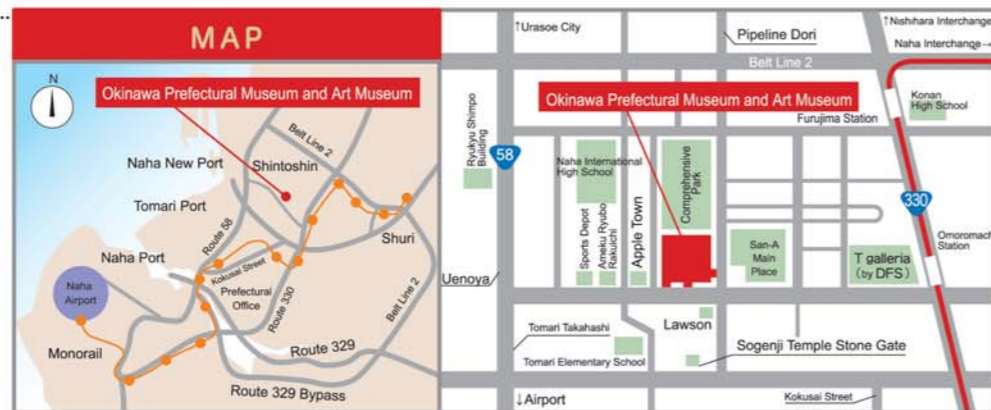 ..
MAP
N
Okinawa Prefectural Museum and Art Museum
Belt Line 2
Naha New Port
Shintoshin
Tomari Port
Route 58
Shuri
Naha Port
Kokusai Street
Naha
Airport
Prefectural
Office
Route 330
Belt Line 2
Monorail
Route 329
Route 329 Bypass
↑Urasoe City
Pipeline Dori
↑Nishihara Interchange
Naha Interchange→
Belt Line 2
Okinawa Prefectural Museum and Art Museum
Konan
High School
Furujima Station
Ryukyu Shimpo
Building
58
Naha International
High School
Comprehensive
Park
330
Sports Depot
Ameku Ryubo
Rakuichi
Apple Town
San-A
Main
Place
T galleria
(by DFS)
Omoromachi
Station
Uenoya
Tomari Takahashi
Lawson
Tomari Elementary School
Sogenji Temple Stone Gate
↓Airport
Kokusai Street